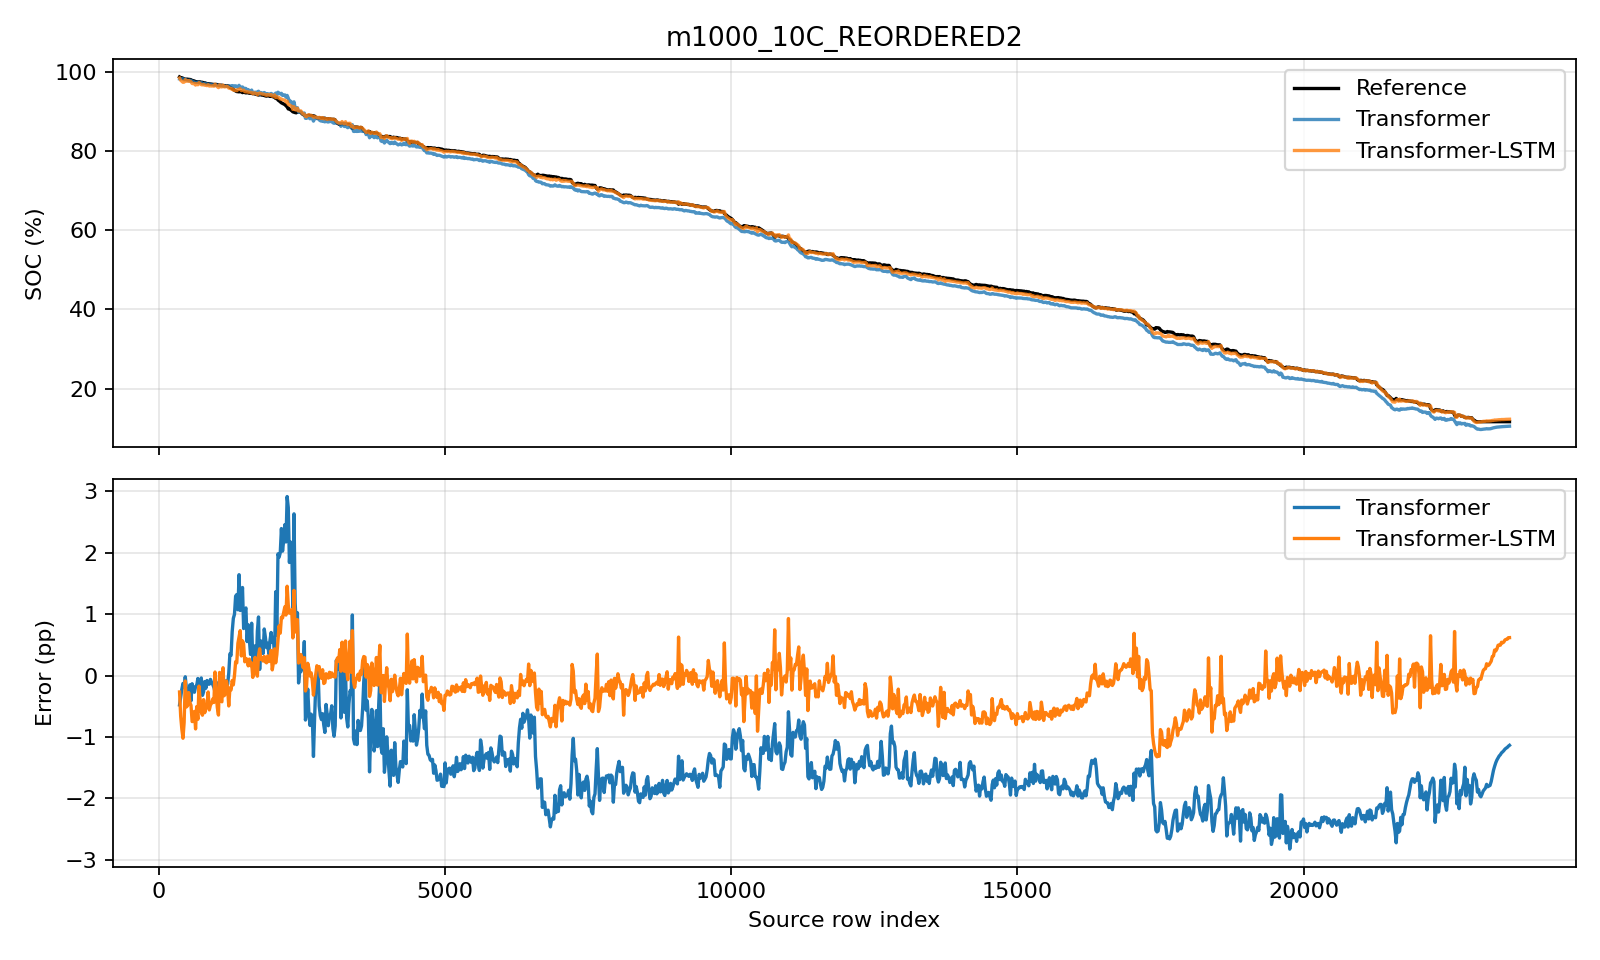 m1000_10C_REORDERED2
100
80
60
40
20
SOC (%)
Reference
Transformer
Transformer-LSTM
3
2
1
0
−1
−2
−3
Error (pp)
Transformer
Transformer-LSTM
0
5000
10000
15000
20000
Source row index